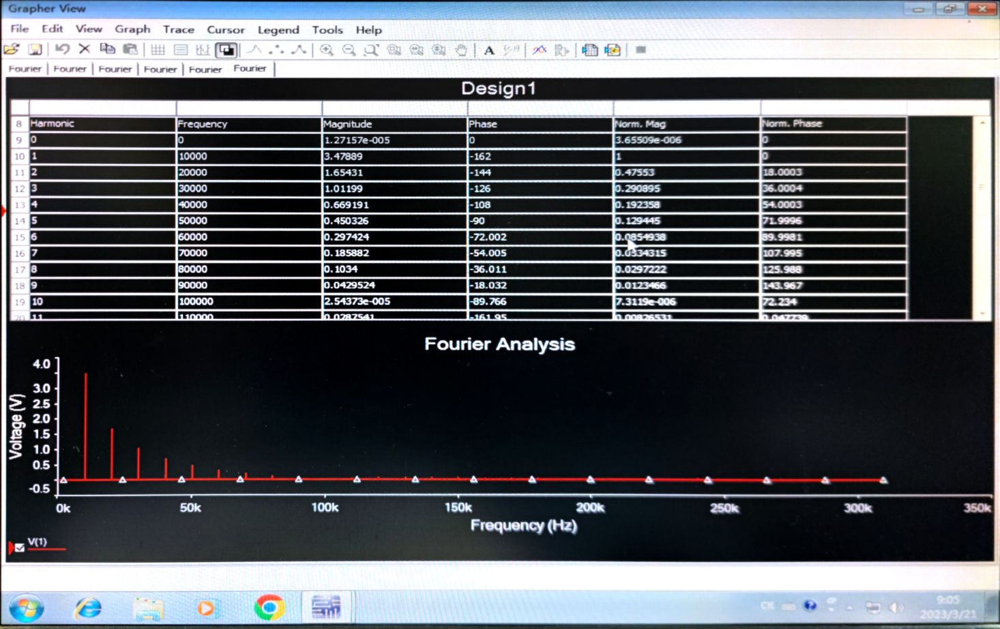 Grapher View
File Edit View Graph Trace Cursor Legend Tools Help
Fourier Fourier Fourier Fourier Fourier Fourier
Design1
8 Harmonic Frequency Magnitude Phase Norm. Mag Norm. Phase
9 0 0 1.27157e-005 0 3.65509e-006 0
10 1 10000 3.47889 -162 1 0
11 2 20000 1.65431 -144 0.47553 18.0003
12 3 30000 1.01199 -126 0.290895 36.0004
13 4 40000 0.669191 -108 0.192358 54.0003
14 5 50000 0.450326 -90 0.129445 71.9996
15 6 60000 0.297424 -72.002 0.0854938 89.9981
16 7 70000 0.185882 -54.005 0.0534315 107.995
17 8 80000 0.1034 -36.011 0.0297222 125.988
18 9 90000 0.0429524 -18.032 0.0123466 143.967
19 10 100000 2.54373e-005 -89.766 7.3119e-006 72.234
20 11 110000 0.0287541 -161.95 0.00826531 0.047739
Fourier Analysis
Voltage (V)
4.0
3.0
2.5
2.0
1.5
1.0
0.5
-0.5
0k 50k 100k 150k 200k 250k 300k 350k
Frequency (Hz)
V(1)
CH
9:05
2023/3/21